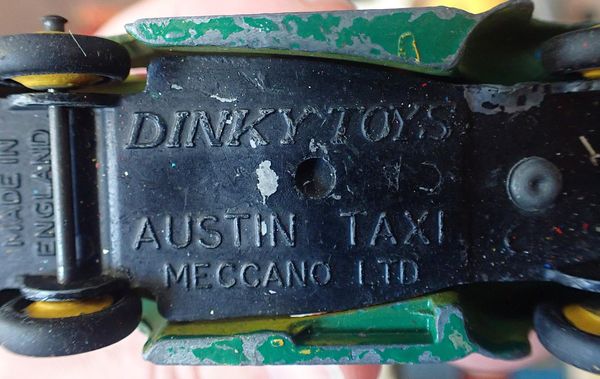 MADE IN
ENGLAND
DINKY TOYS
AUSTIN TAXI
MECCANO LTD